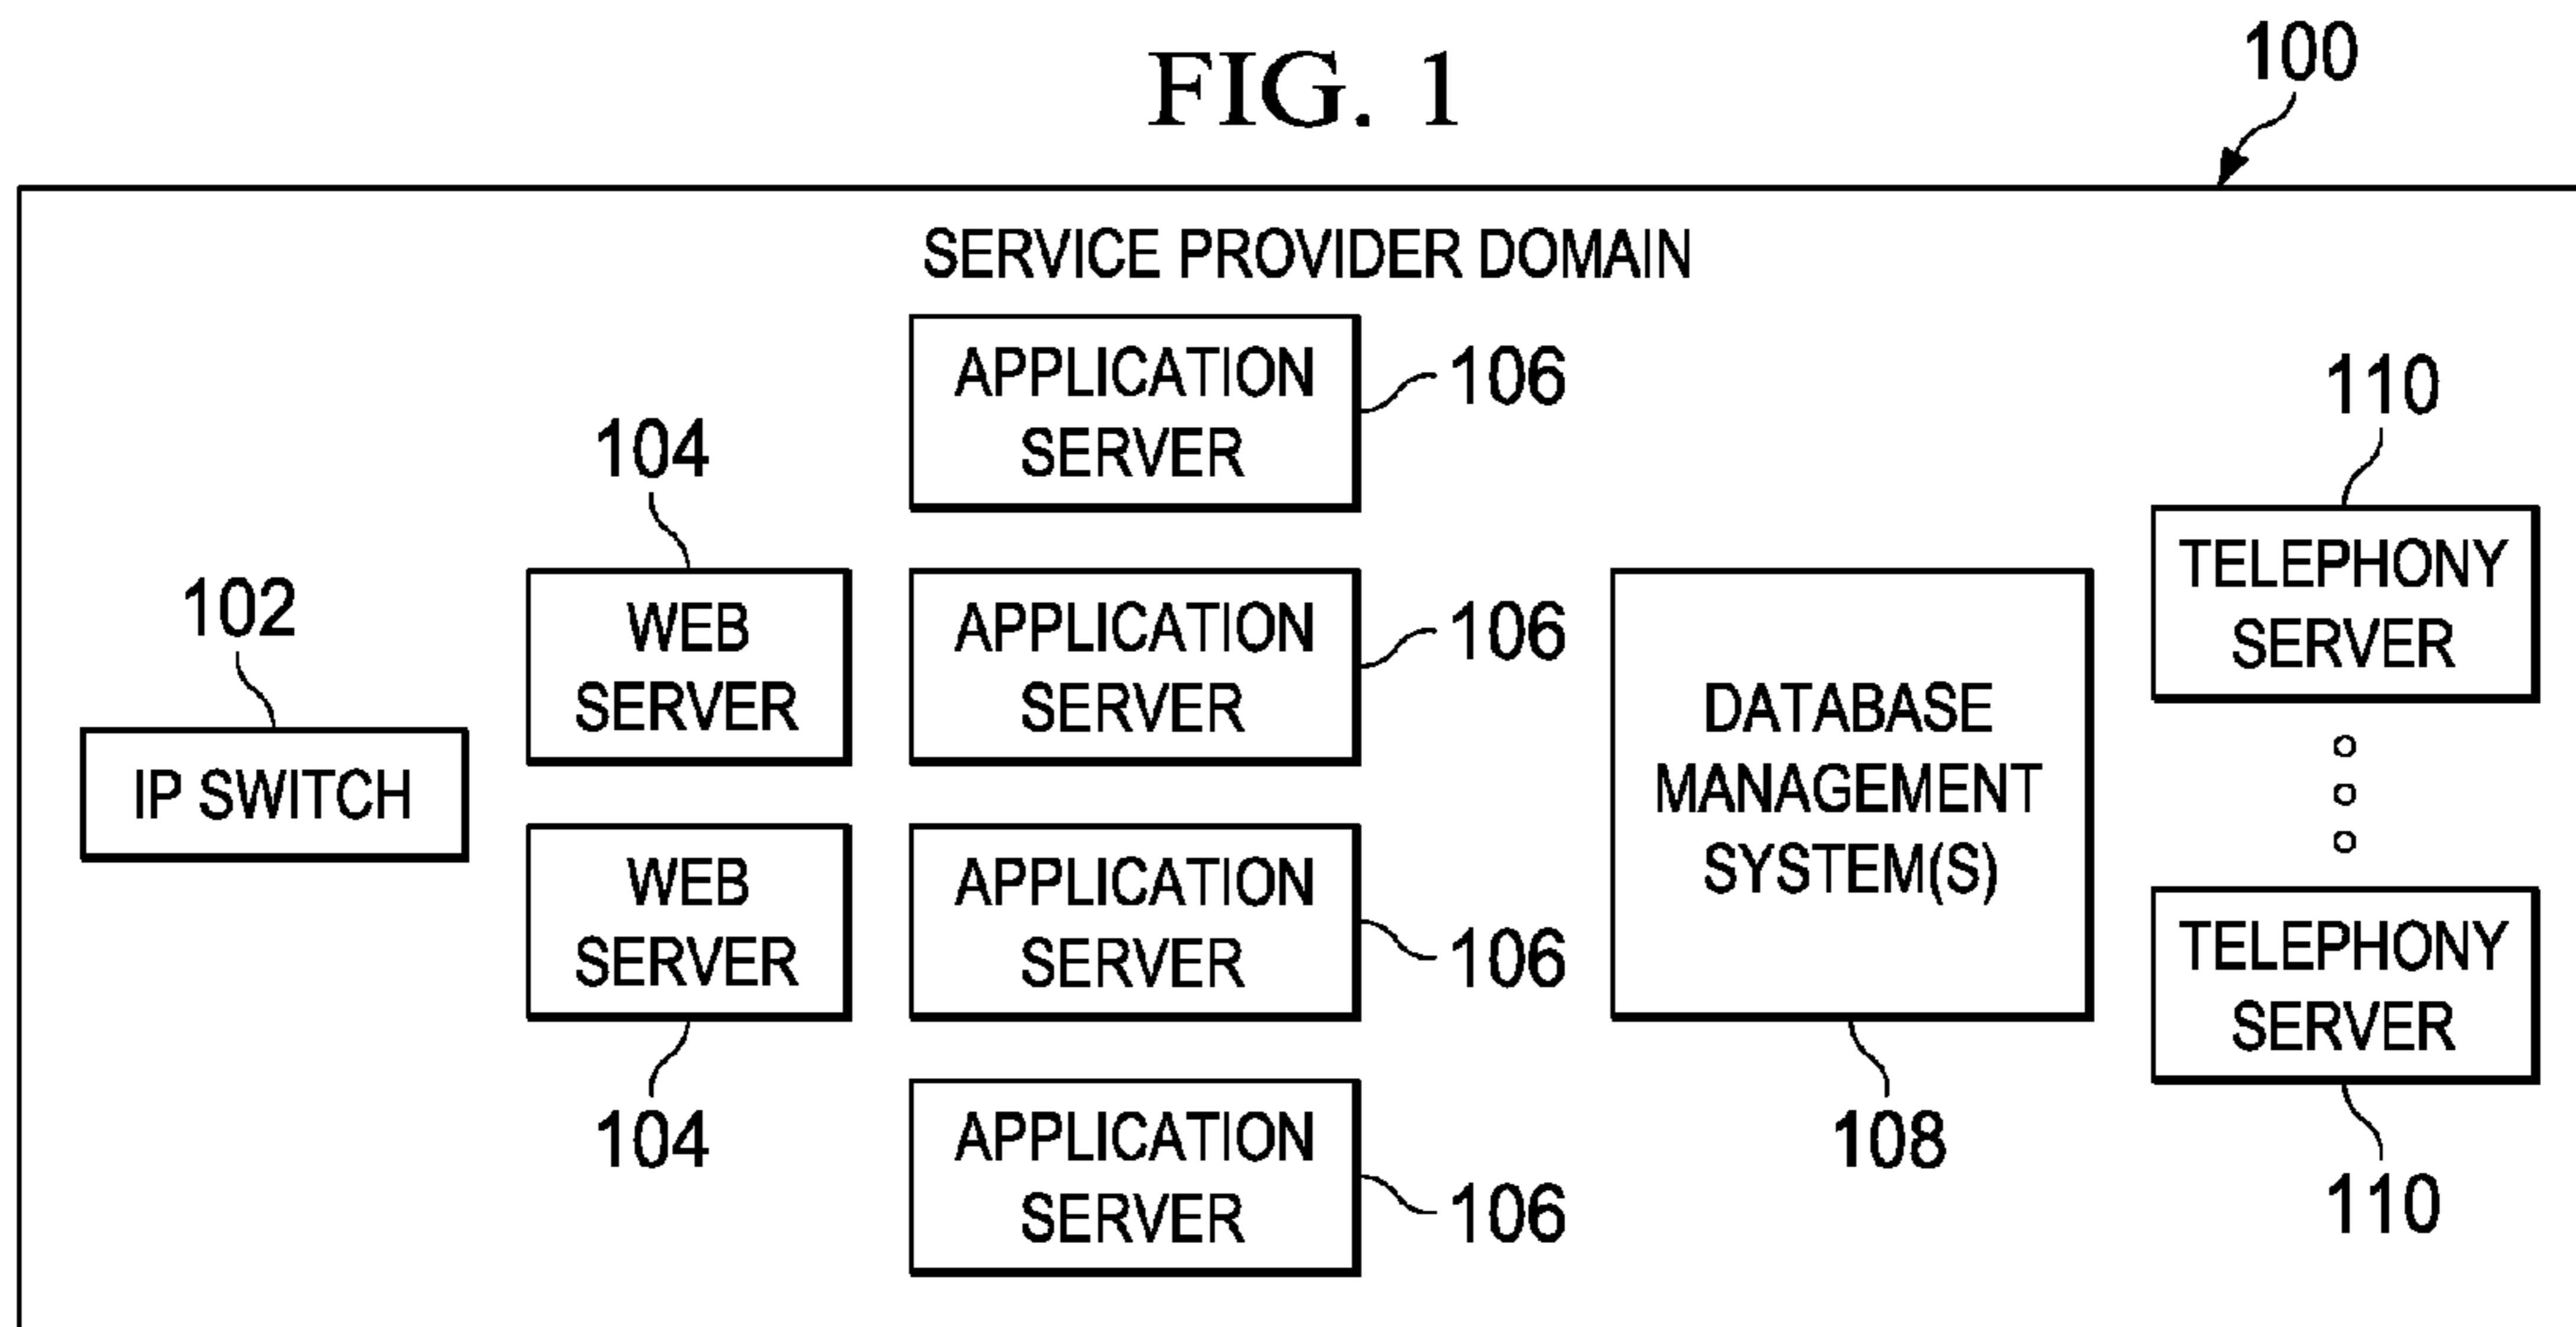 FIG. 1
100
SERVICE PROVIDER DOMAIN
102
IP SWITCH
104
WEB
SERVER
WEB
SERVER
104
APPLICATION
SERVER
106
APPLICATION
SERVER
106
APPLICATION
SERVER
106
APPLICATION
SERVER
106
DATABASE
MANAGEMENT
SYSTEM(S)
108
110
TELEPHONY
SERVER
TELEPHONY
SERVER
110